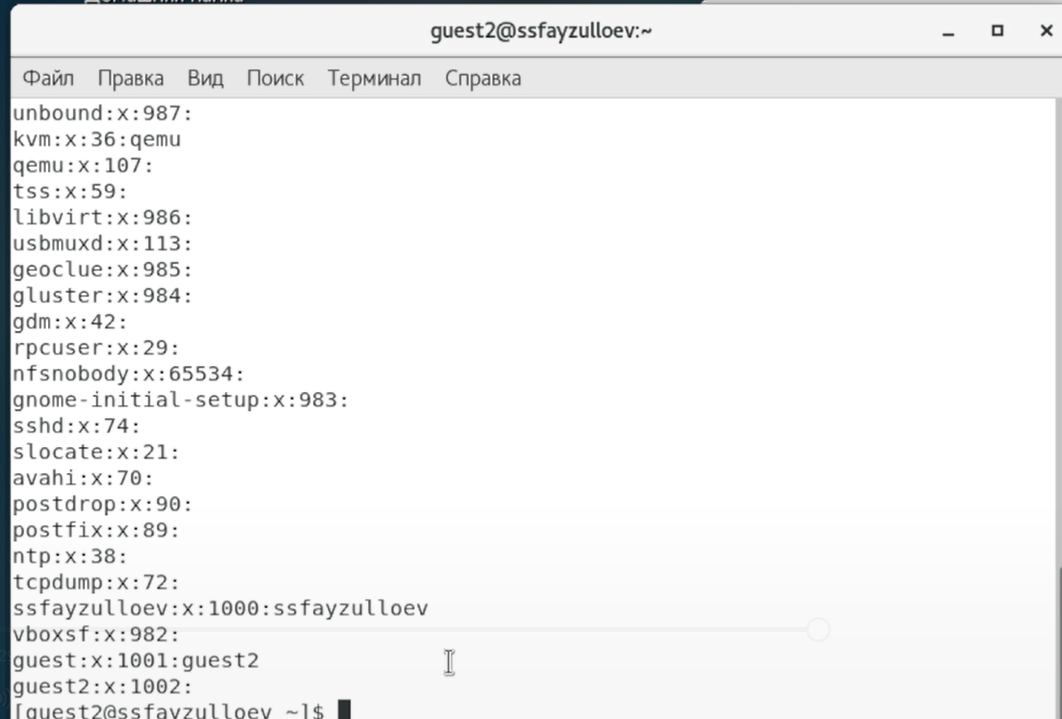 guest2@ssfayzulloev:~
Файл Правка Вид Поиск Терминал Справка
unbound:x:987:
kvm:x:36:qemu
qemu:x:107:
tss:x:59:
libvirt:x:986:
usbmuxd:x:113:
geoclue:x:985:
gluster:x:984:
gdm:x:42:
rpcuser:x:29:
nfsnobody:x:65534:
gnome-initial-setup:x:983:
sshd:x:74:
slocate:x:21:
avahi:x:70:
postdrop:x:90:
postfix:x:89:
ntp:x:38:
tcpdump:x:72:
ssfayzulloev:x:1000:ssfayzulloev
vboxsf:x:982:
guest:x:1001:guest2
guest2:x:1002:
[guest2@ssfayzulloev ~]$